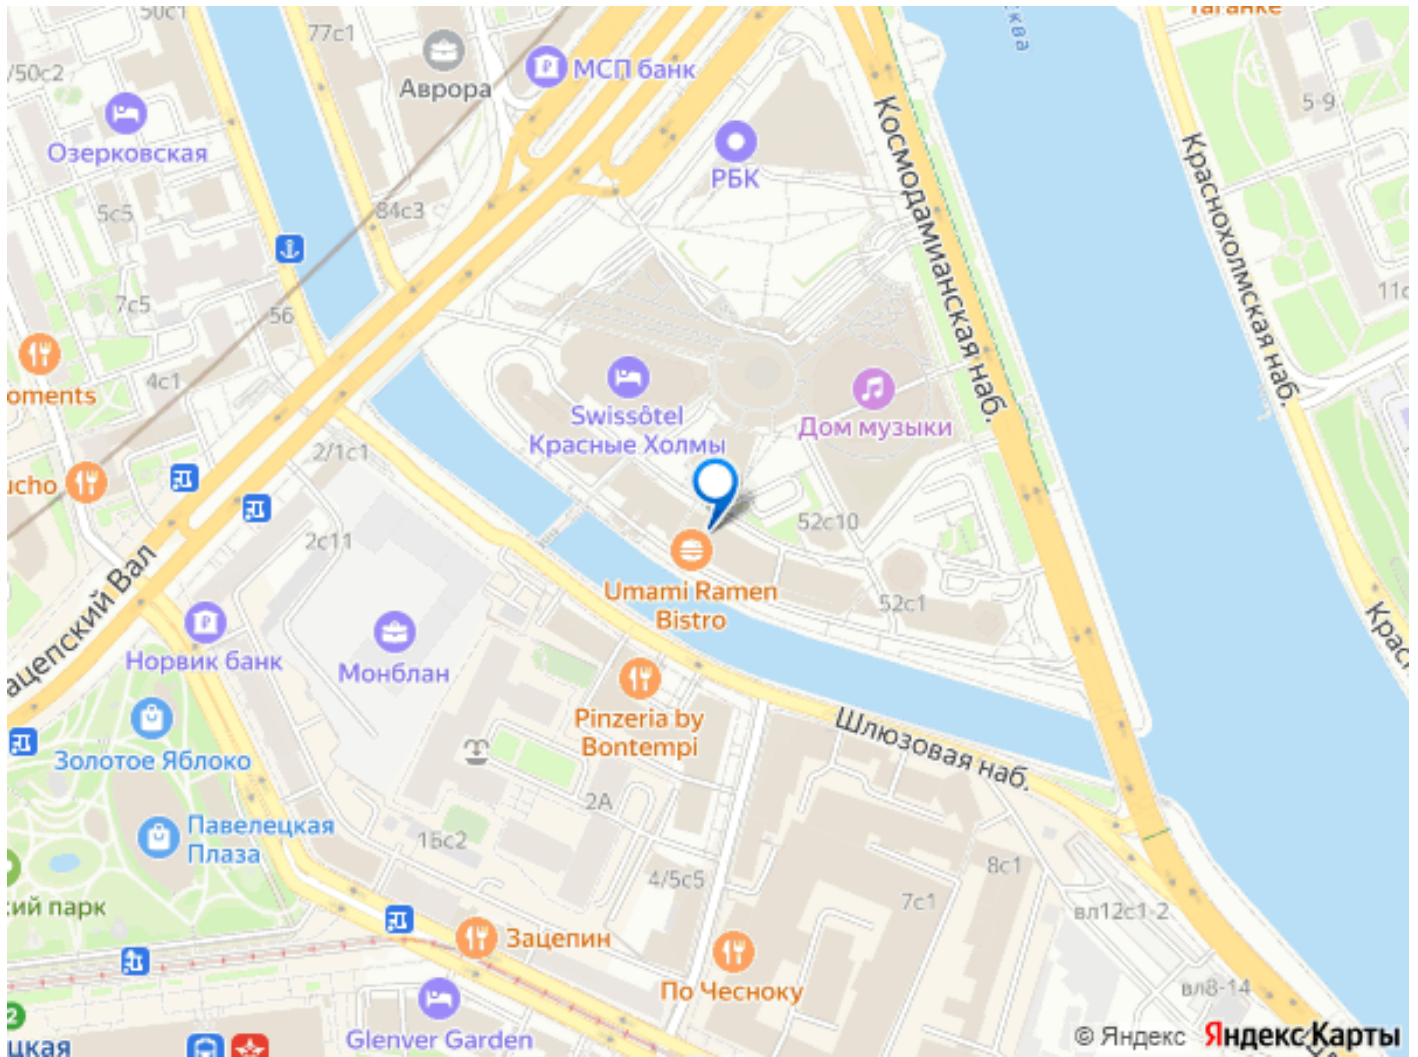 50с1
77с1
/50с2
Аврора
МСП банк
Таганке
5-9
Озерковская
РБК
Космодамианская наб.
Краснохолмская наб.
5с5
84с3
7с5
56
11с
4с1
oments
Swissôtel
Красные Холмы
Дом музыки
2/1с1
ucho
2с11
52с10
Umami Ramen
Bistro
52с1
ацепский Вал
Норвик банк
Монблан
Pinzeria by
Bontempi
Шлюзовая наб.
Золотое Яблоко
Павелецкая
Плаза
2А
15с2
4/5с5
8с1
7с1
вл12с1-2
ий парк
Зацепин
По Чесноку
вл8-14
Glenver Garden
2
цкая
© Яндекс Яндекс Карты